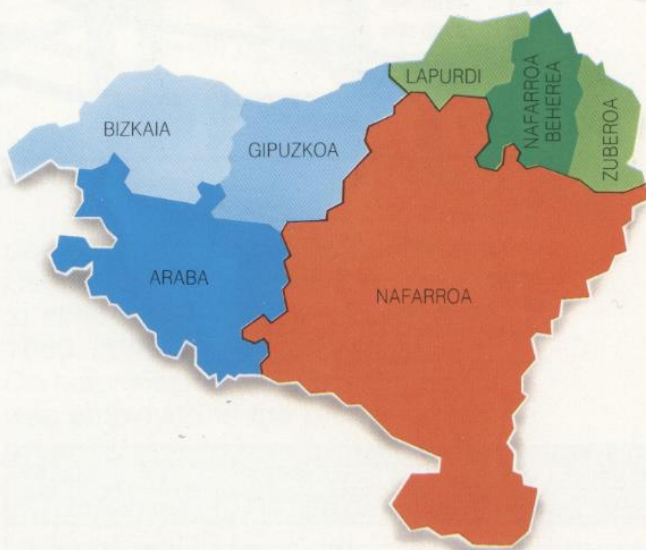 LAPURDI
NAFARROA
BEHEREA
ZUBEROA
BIZKAIA
GIPUZKOA
ARABA
NAFARROA